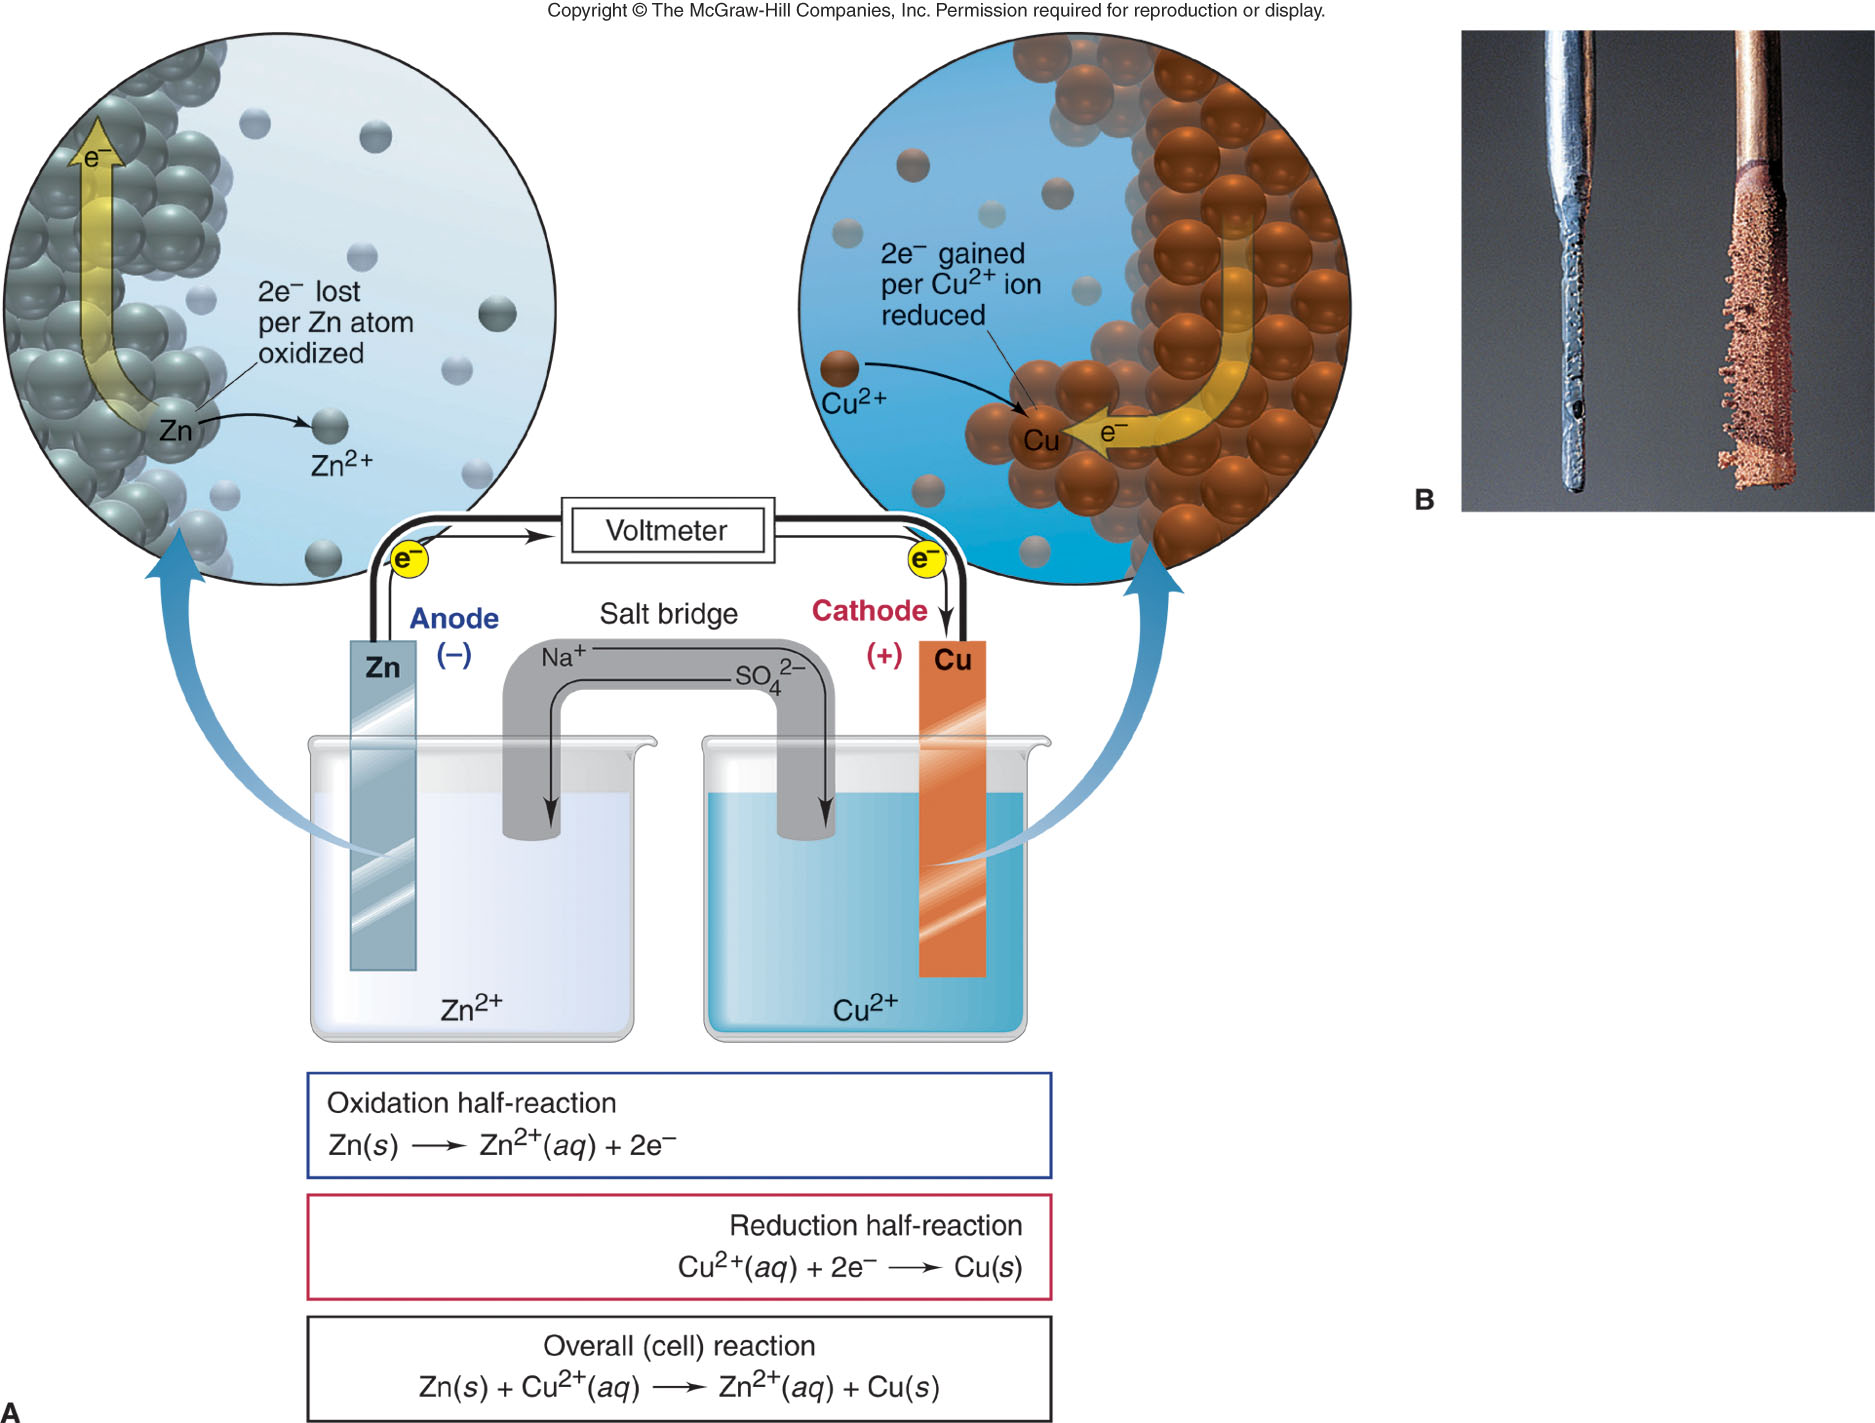 Copyright © The McGraw-Hill Companies, Inc. Permission required for reproduction or display.
e⁻
2e⁻ lost
per Zn atom
oxidized
Zn
Zn²⁺
2e⁻ gained
per Cu²⁺ ion
reduced
Cu²⁺
Cu
e⁻
B
Voltmeter
e⁻
e⁻
Anode
(–)
Salt bridge
Cathode
(+)
Zn
Na⁺
SO₄²⁻
Cu
Zn²⁺
Cu²⁺
Oxidation half-reaction
Zn(s) ⟶ Zn²⁺(aq) + 2e⁻
Reduction half-reaction
Cu²⁺(aq) + 2e⁻ ⟶ Cu(s)
Overall (cell) reaction
Zn(s) + Cu²⁺(aq) ⟶ Zn²⁺(aq) + Cu(s)
A